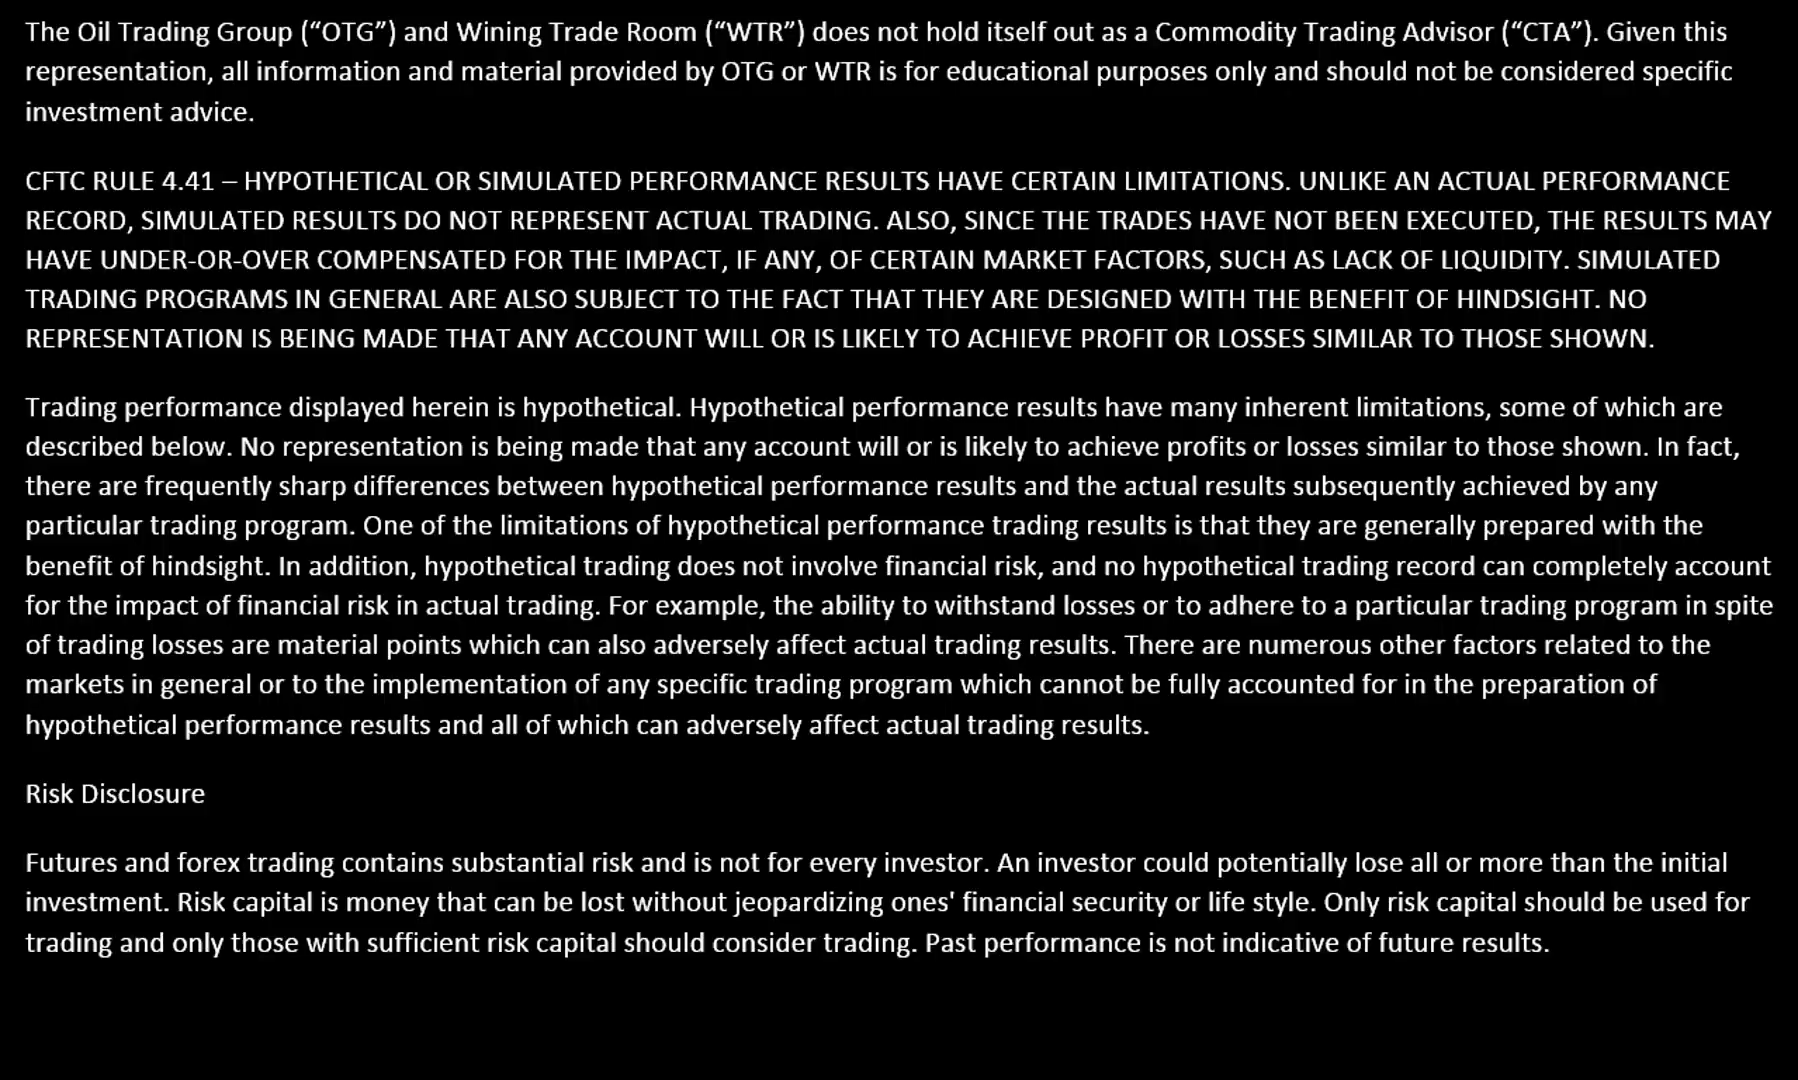 The Oil Trading Group (“OTG”) and Wining Trade Room (“WTR”) does not hold itself out as a Commodity Trading Advisor (“CTA”). Given this
representation, all information and material provided by OTG or WTR is for educational purposes only and should not be considered specific
investment advice.
CFTC RULE 4.41 – HYPOTHETICAL OR SIMULATED PERFORMANCE RESULTS HAVE CERTAIN LIMITATIONS. UNLIKE AN ACTUAL PERFORMANCE
RECORD, SIMULATED RESULTS DO NOT REPRESENT ACTUAL TRADING. ALSO, SINCE THE TRADES HAVE NOT BEEN EXECUTED, THE RESULTS MAY
HAVE UNDER-OR-OVER COMPENSATED FOR THE IMPACT, IF ANY, OF CERTAIN MARKET FACTORS, SUCH AS LACK OF LIQUIDITY. SIMULATED
TRADING PROGRAMS IN GENERAL ARE ALSO SUBJECT TO THE FACT THAT THEY ARE DESIGNED WITH THE BENEFIT OF HINDSIGHT. NO
REPRESENTATION IS BEING MADE THAT ANY ACCOUNT WILL OR IS LIKELY TO ACHIEVE PROFIT OR LOSSES SIMILAR TO THOSE SHOWN.
Trading performance displayed herein is hypothetical. Hypothetical performance results have many inherent limitations, some of which are
described below. No representation is being made that any account will or is likely to achieve profits or losses similar to those shown. In fact,
there are frequently sharp differences between hypothetical performance results and the actual results subsequently achieved by any
particular trading program. One of the limitations of hypothetical performance trading results is that they are generally prepared with the
benefit of hindsight. In addition, hypothetical trading does not involve financial risk, and no hypothetical trading record can completely account
for the impact of financial risk in actual trading. For example, the ability to withstand losses or to adhere to a particular trading program in spite
of trading losses are material points which can also adversely affect actual trading results. There are numerous other factors related to the
markets in general or to the implementation of any specific trading program which cannot be fully accounted for in the preparation of
hypothetical performance results and all of which can adversely affect actual trading results.
Risk Disclosure
Futures and forex trading contains substantial risk and is not for every investor. An investor could potentially lose all or more than the initial
investment. Risk capital is money that can be lost without jeopardizing ones' financial security or life style. Only risk capital should be used for
trading and only those with sufficient risk capital should consider trading. Past performance is not indicative of future results.